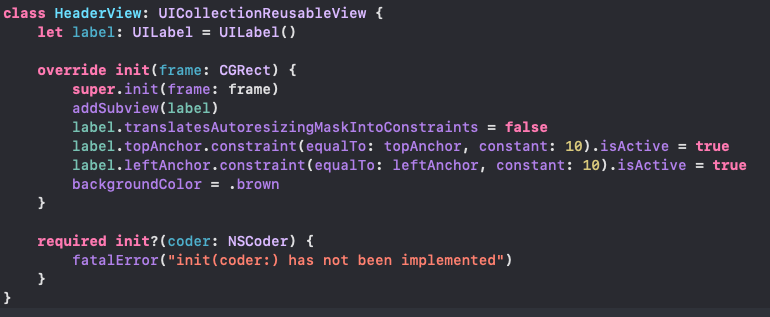 class HeaderView: UICollectionReusableView {
    let label: UILabel = UILabel()

    override init(frame: CGRect) {
        super.init(frame: frame)
        addSubview(label)
        label.translatesAutoresizingMaskIntoConstraints = false
        label.topAnchor.constraint(equalTo: topAnchor, constant: 10).isActive = true
        label.leftAnchor.constraint(equalTo: leftAnchor, constant: 10).isActive = true
        backgroundColor = .brown
    }

    required init?(coder: NSCoder) {
        fatalError("init(coder:) has not been implemented")
    }
}